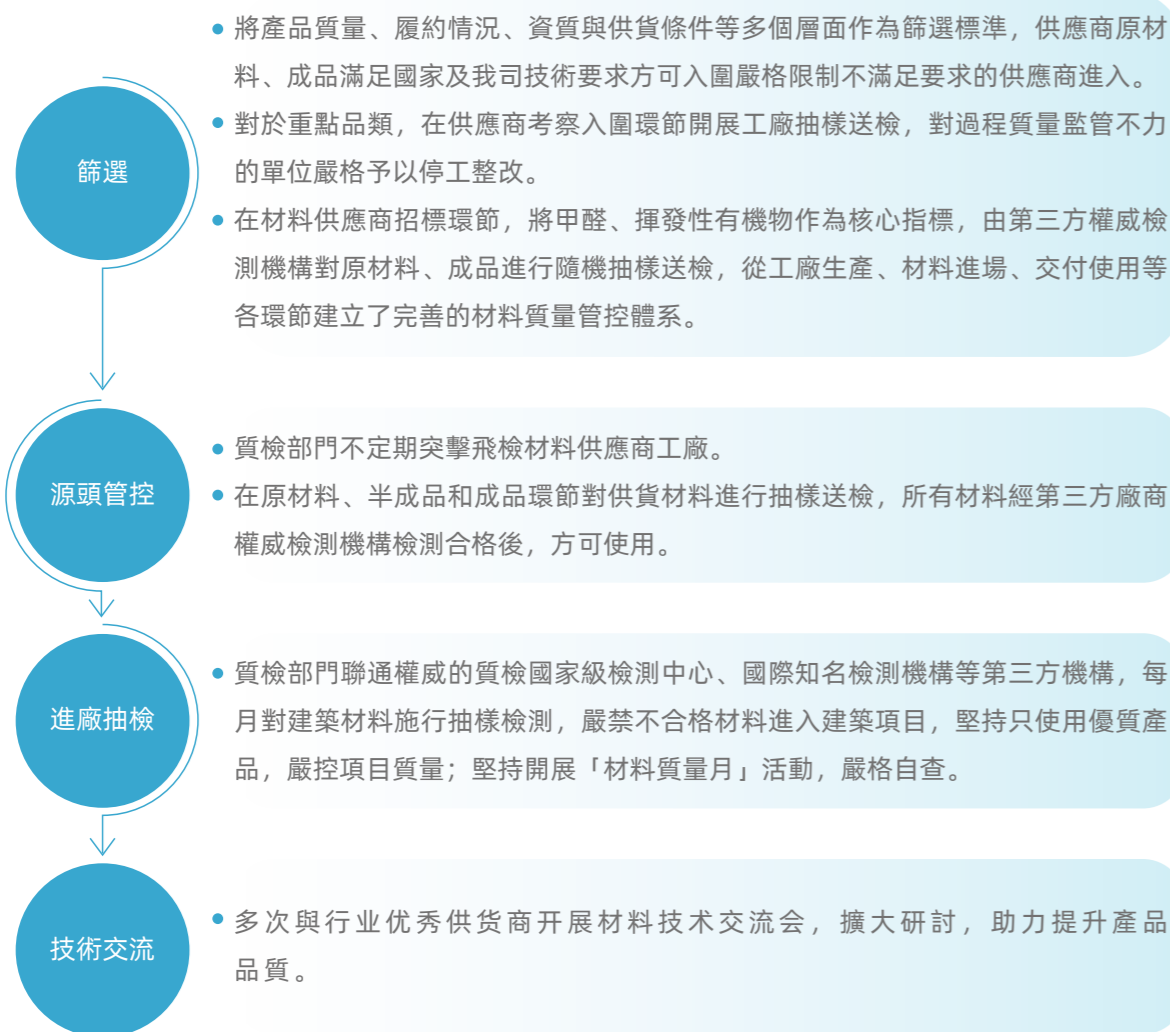 篩選
將產品質量、履約情況、資質與供貨條件等多個層面作為篩選標準，供應商原材
料、成品滿足國家及我司技術要求方可入圍嚴格限制不滿足要求的供應商進入。
對於重點品類，在供應商考察入圍環節開展工廠抽樣送檢，對過程質量監管不力
的單位嚴格予以停工整改。
在材料供應商招標環節，將甲醛、揮發性有機物作為核心指標，由第三方權威檢
測機構對原材料、成品進行隨機抽樣送檢，從工廠生產、材料進場、交付使用等
各環節建立了完善的材料質量管控體系。
源頭管控
質檢部門不定期突擊飛檢材料供應商工廠。
在原材料、半成品和成品環節對供貨材料進行抽樣送檢，所有材料經第三方廠商
權威檢測機構檢測合格後，方可使用。
進廠抽檢
質檢部門聯通權威的質檢國家級檢測中心、國際知名檢測機構等第三方機構，每
月對建築材料施行抽樣檢測，嚴禁不合格材料進入建築項目，堅持只使用優質產
品，嚴控項目質量；堅持開展「材料質量月」活動，嚴格自查。
技術交流
多次與行业优秀供货商开展材料技术交流会，擴大研討，助力提升產品
品質。